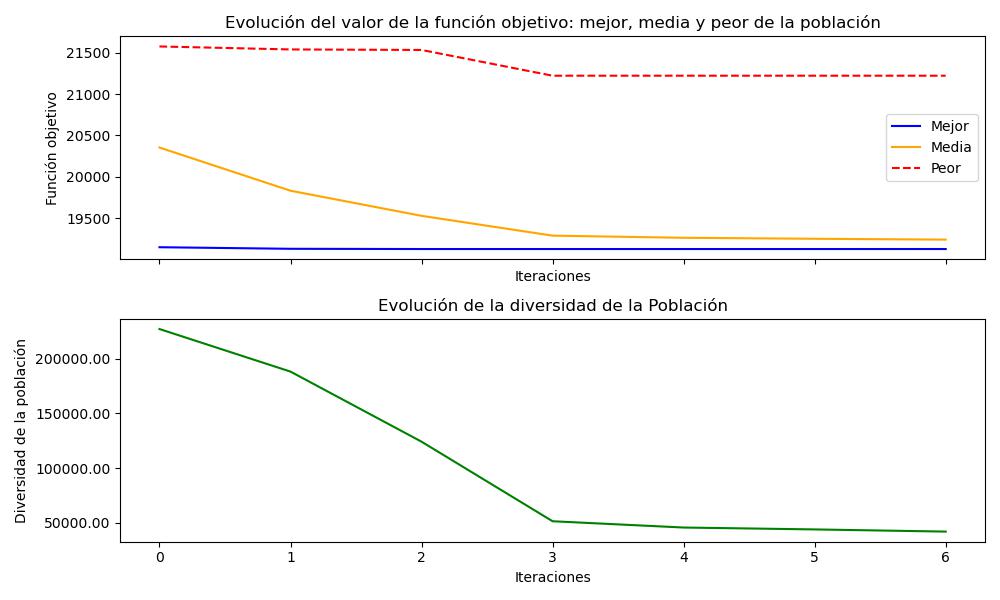 Evolución del valor de la función objetivo: mejor, media y peor de la población
Función objetivo
21500
21000
20500
20000
19500
Mejor
Media
Peor
Iteraciones
Evolución de la diversidad de la Población
Diversidad de la población
200000.00
150000.00
100000.00
50000.00
0 1 2 3 4 5 6
Iteraciones